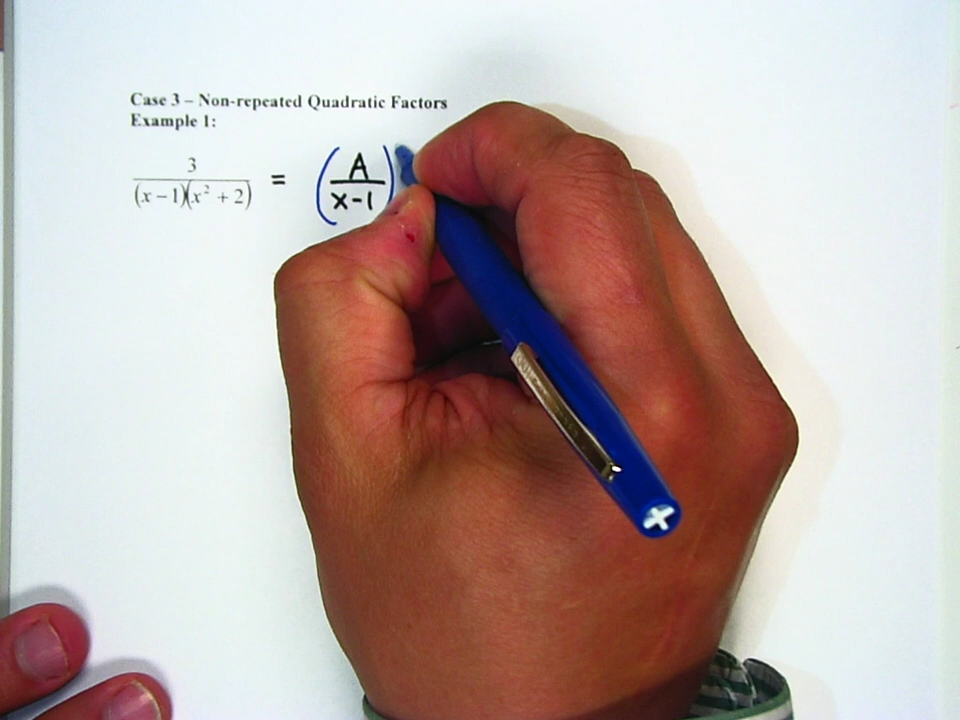 Case 3 – Non-repeated Quadratic Factors
Example 1:
3/((x – 1)(x² + 2)) = (A/(x-1))